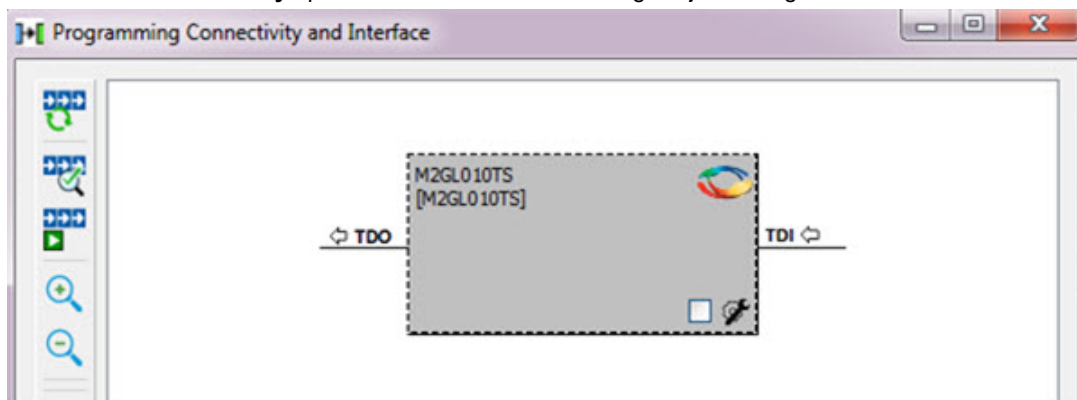 Programming Connectivity and Interface
M2GL010TS
[M2GL010TS]
TDO
TDI